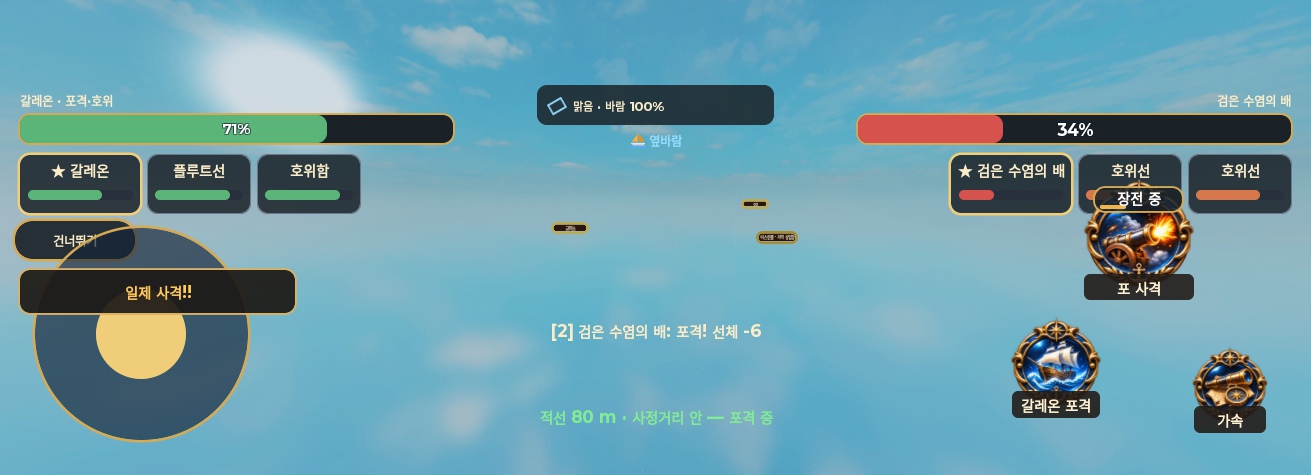 갈레온 · 포격·호위
71%
★ 갈레온
플루트선
호위함
건너뛰기
일제 사격!!
맑음 · 바람 100%
옆바람
[2] 검은 수염의 배: 포격! 선체 -6
적선 80 m · 사정거리 안 — 포격 중
검은 수염의 배
34%
★ 검은 수염의 배
호위선
호위선
장전 중
포 사격
갈레온 포격
가속